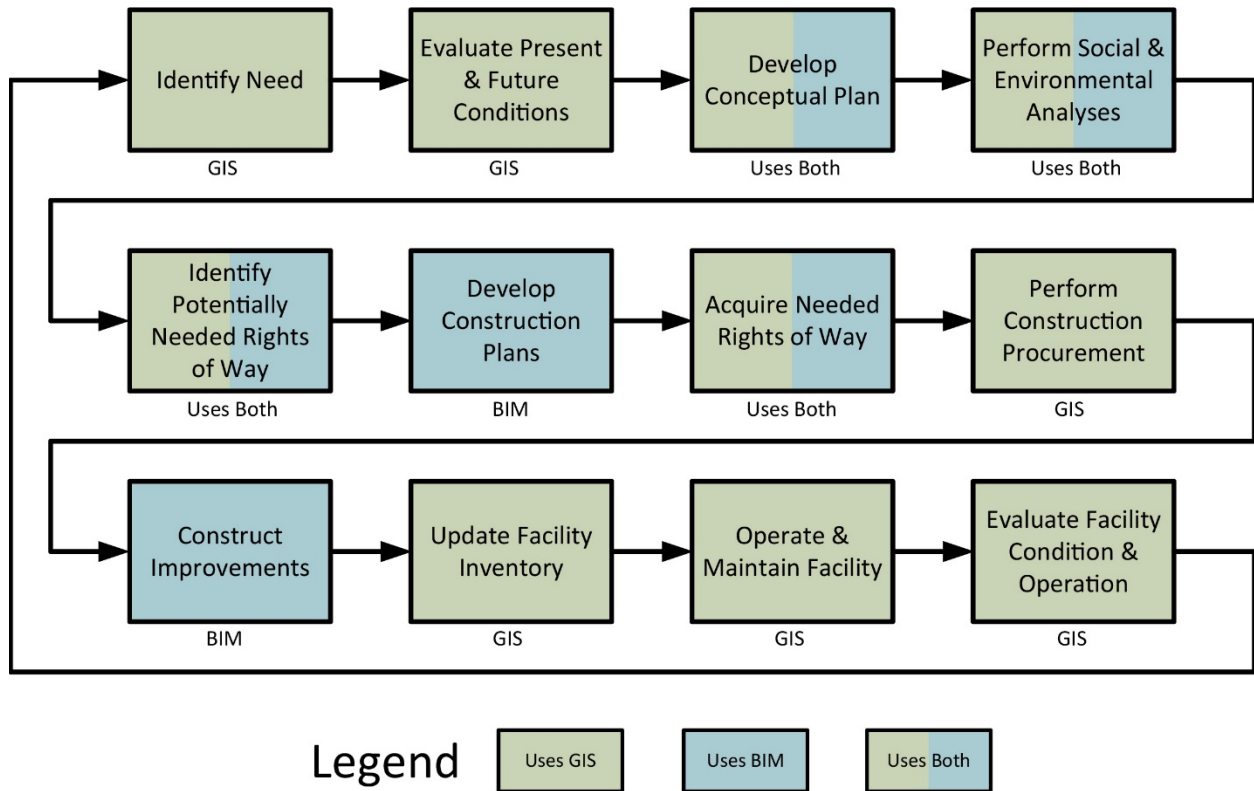 Identify Need
GIS
Evaluate Present
& Future
Conditions
GIS
Develop
Conceptual Plan
Uses Both
Perform Social &
Environmental
Analyses
Uses Both
Identify
Potentially
Needed Rights
of Way
Uses Both
Develop
Construction
Plans
BIM
Acquire Needed
Rights of Way
Uses Both
Perform
Construction
Procurement
GIS
Construct
Improvements
BIM
Update Facility
Inventory
GIS
Operate &
Maintain Facility
GIS
Evaluate Facility
Condition &
Operation
GIS
Legend
Uses GIS
Uses BIM
Uses Both